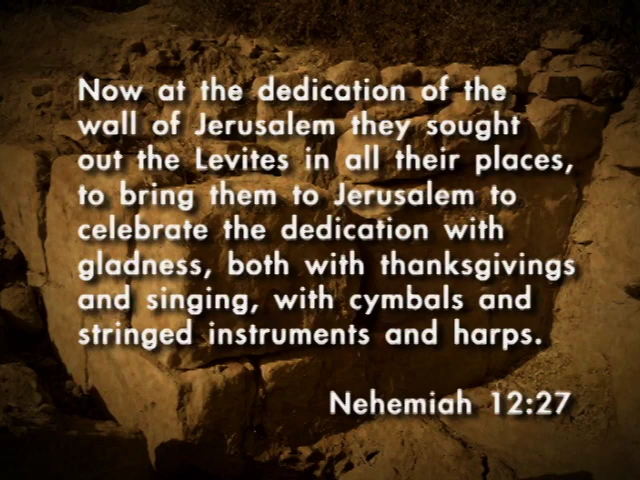 Now at the dedication of the
wall of Jerusalem they sought
out the Levites in all their places,
to bring them to Jerusalem to
celebrate the dedication with
gladness, both with thanksgivings
and singing, with cymbals and
stringed instruments and harps.
Nehemiah 12:27